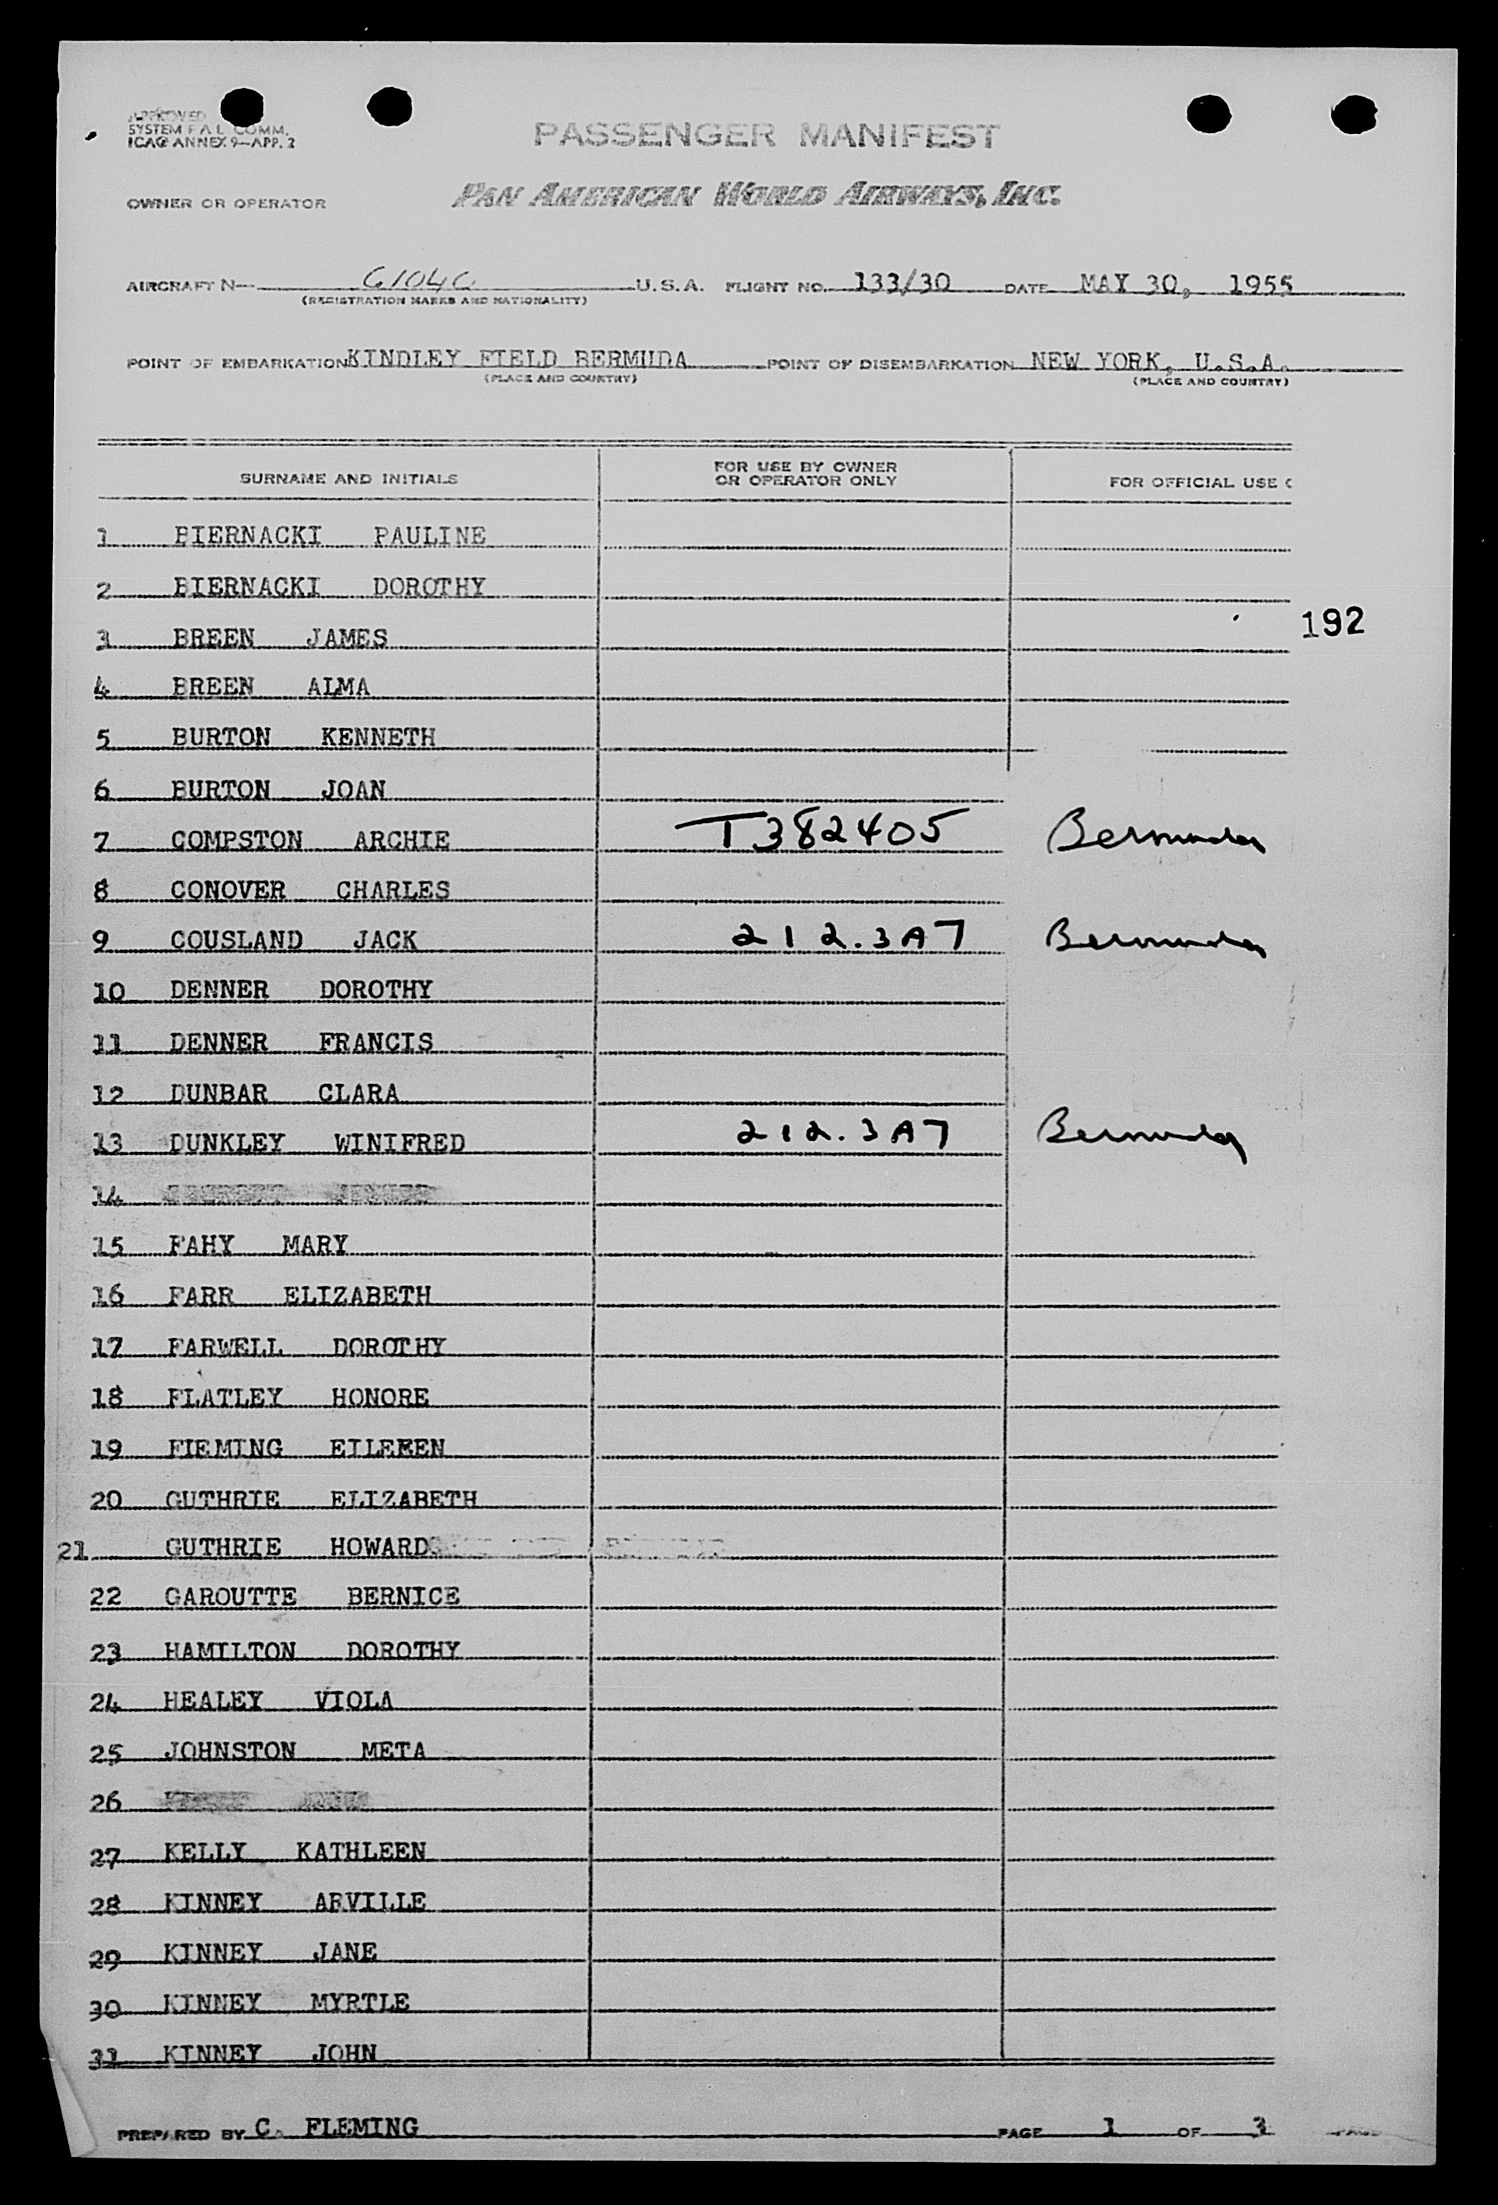 APPROVED
SYSTEM F A L COMM.
ICAO ANNEX 9-APP. 2
PASSENGER MANIFEST
OWNER OR OPERATOR PAN AMERICAN WORLD AIRWAYS, INC.
AIRCRAFT N- 6104C U.S.A. FLIGHT NO. 133/30 DATE MAY 30, 1955
(REGISTRATION MARKS AND NATIONALITY)
POINT OF EMBARKATION KINDLEY FIELD BERMUDA POINT OF DISEMBARKATION NEW YORK, U.S.A.
(PLACE AND COUNTRY) (PLACE AND COUNTRY)
SURNAME AND INITIALS FOR USE BY OWNER OR OPERATOR ONLY FOR OFFICIAL USE
1 BIERNACKI PAULINE
2 BIERNACKI DOROTHY
3 BREEN JAMES 192
4 BREEN ALMA
5 BURTON KENNETH
6 BURTON JOAN
7 COMPSTON ARCHIE T382405 Bermuda
8 CONOVER CHARLES
9 COUSLAND JACK 212.3A7 Bermuda
10 DENNER DOROTHY
11 DENNER FRANCIS
12 DUNBAR CLARA
13 DUNKLEY WINIFRED 212.3A7 Bermuda
14
15 FAHY MARY
16 FARR ELIZABETH
17 FARWELL DOROTHY
18 FLATLEY HONORE
19 FLEMING EILEEEN
20 GUTHRIE ELIZABETH
21 GUTHRIE HOWARD
22 GAROUTTE BERNICE
23 HAMILTON DOROTHY
24 HEALEY VIOLA
25 JOHNSTON META
26
27 KELLY KATHLEEN
28 KINNEY ARVILLE
29 KINNEY JANE
30 KINNEY MYRTLE
31 KINNEY JOHN
PREPARED BY C. FLEMING PAGE 1 OF 3